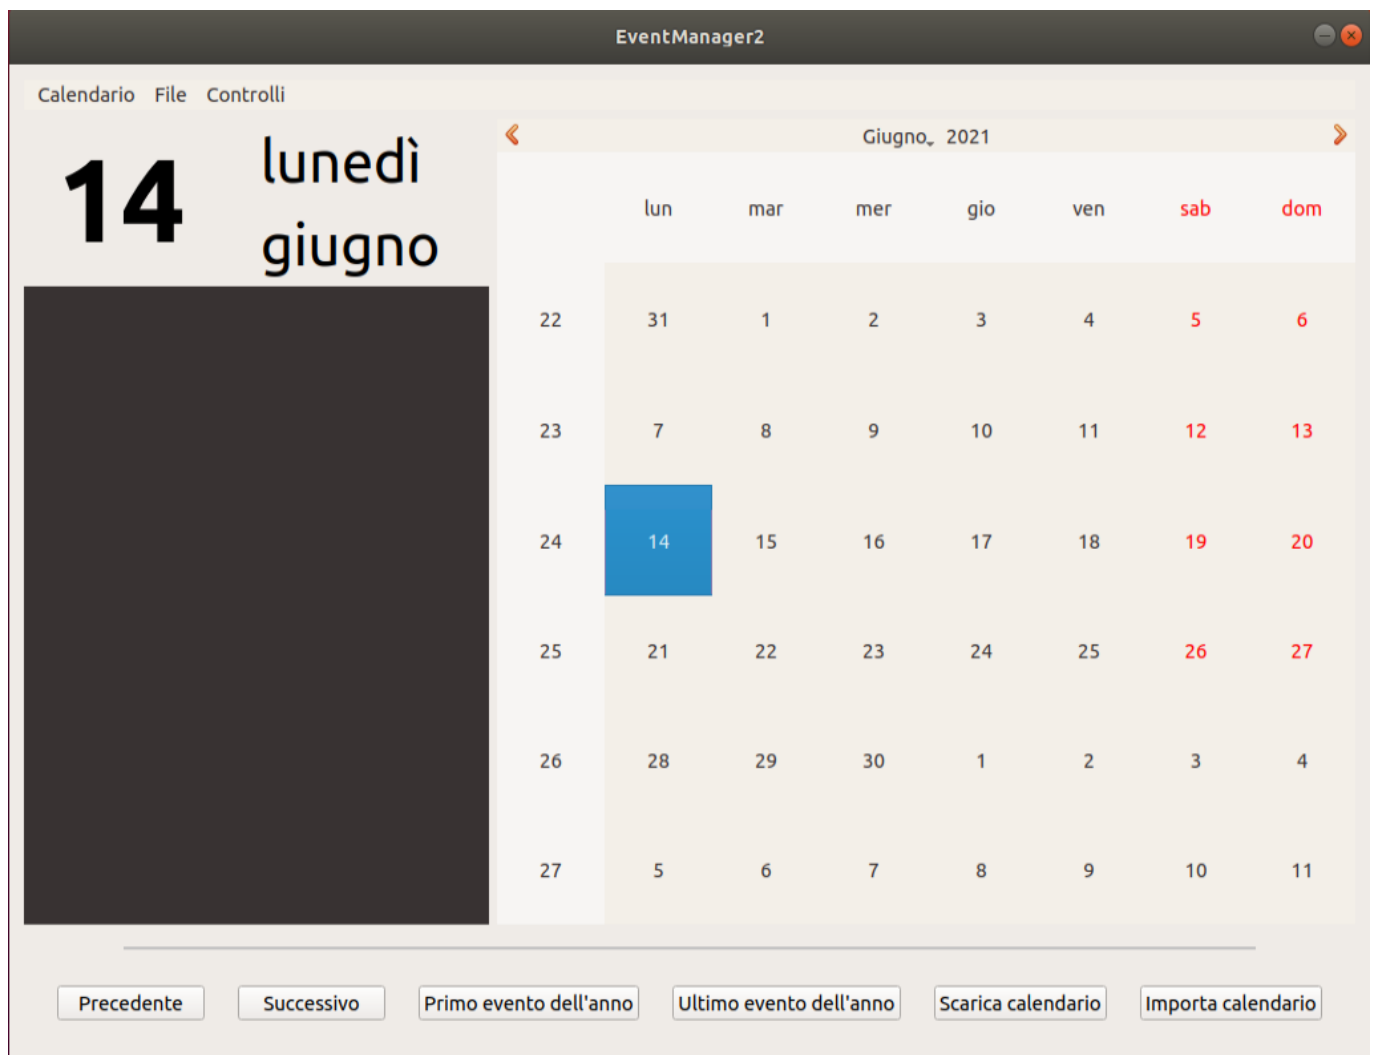 EventManager2
Calendario File Controlli
14
lunedì
giugno
Giugno 2021
lun mar mer gio ven sab dom
22 31 1 2 3 4 5 6
23 7 8 9 10 11 12 13
24 14 15 16 17 18 19 20
25 21 22 23 24 25 26 27
26 28 29 30 1 2 3 4
27 5 6 7 8 9 10 11
Precedente Successivo Primo evento dell'anno Ultimo evento dell'anno Scarica calendario Importa calendario